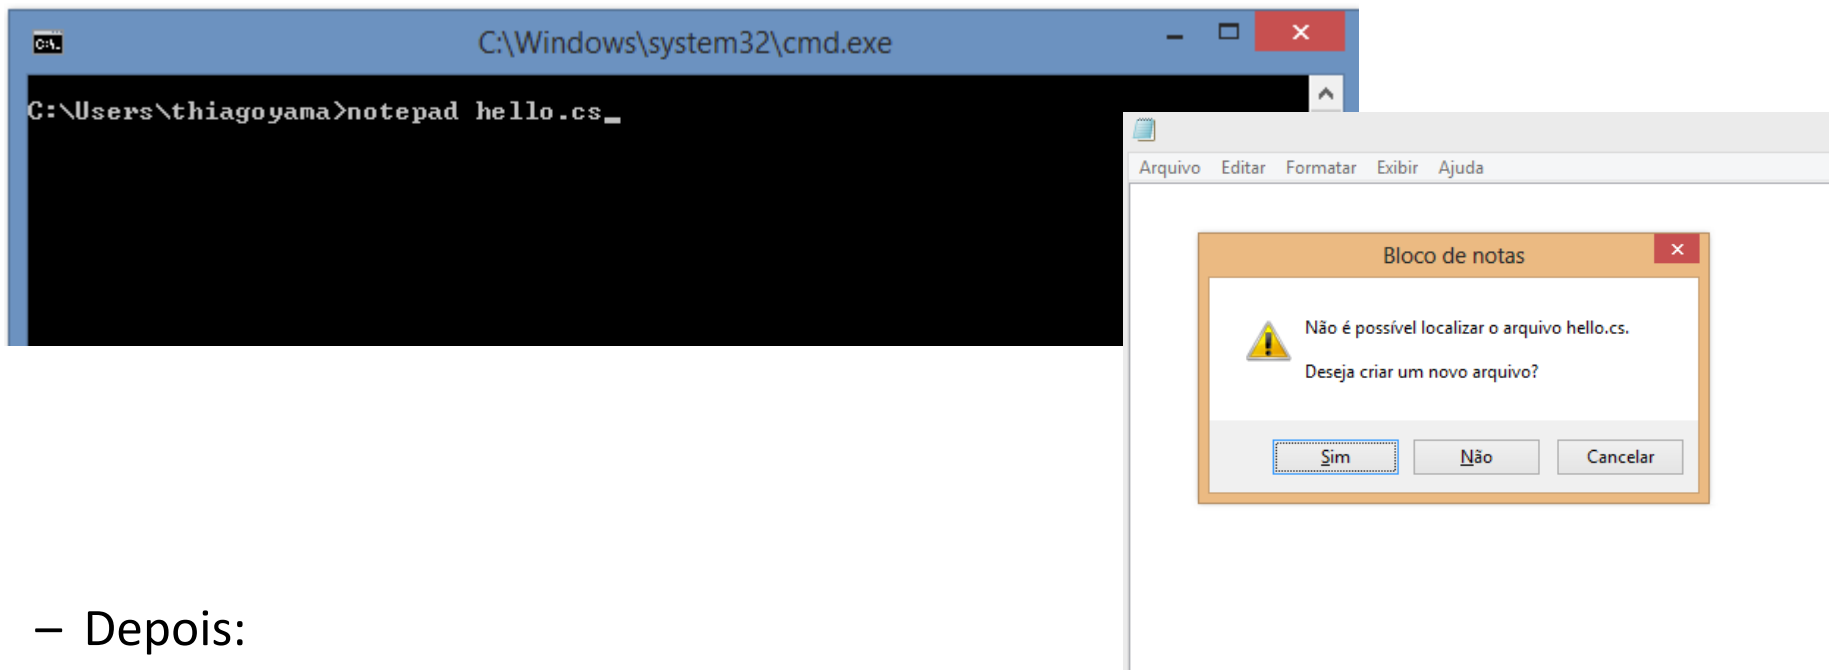 C:\Windows\system32\cmd.exe
C:\Users\thiagoyama>notepad hello.cs_
Arquivo Editar Formatar Exibir Ajuda
Bloco de notas
Não é possível localizar o arquivo hello.cs.
Deseja criar um novo arquivo?
Sim Não Cancelar
– Depois: